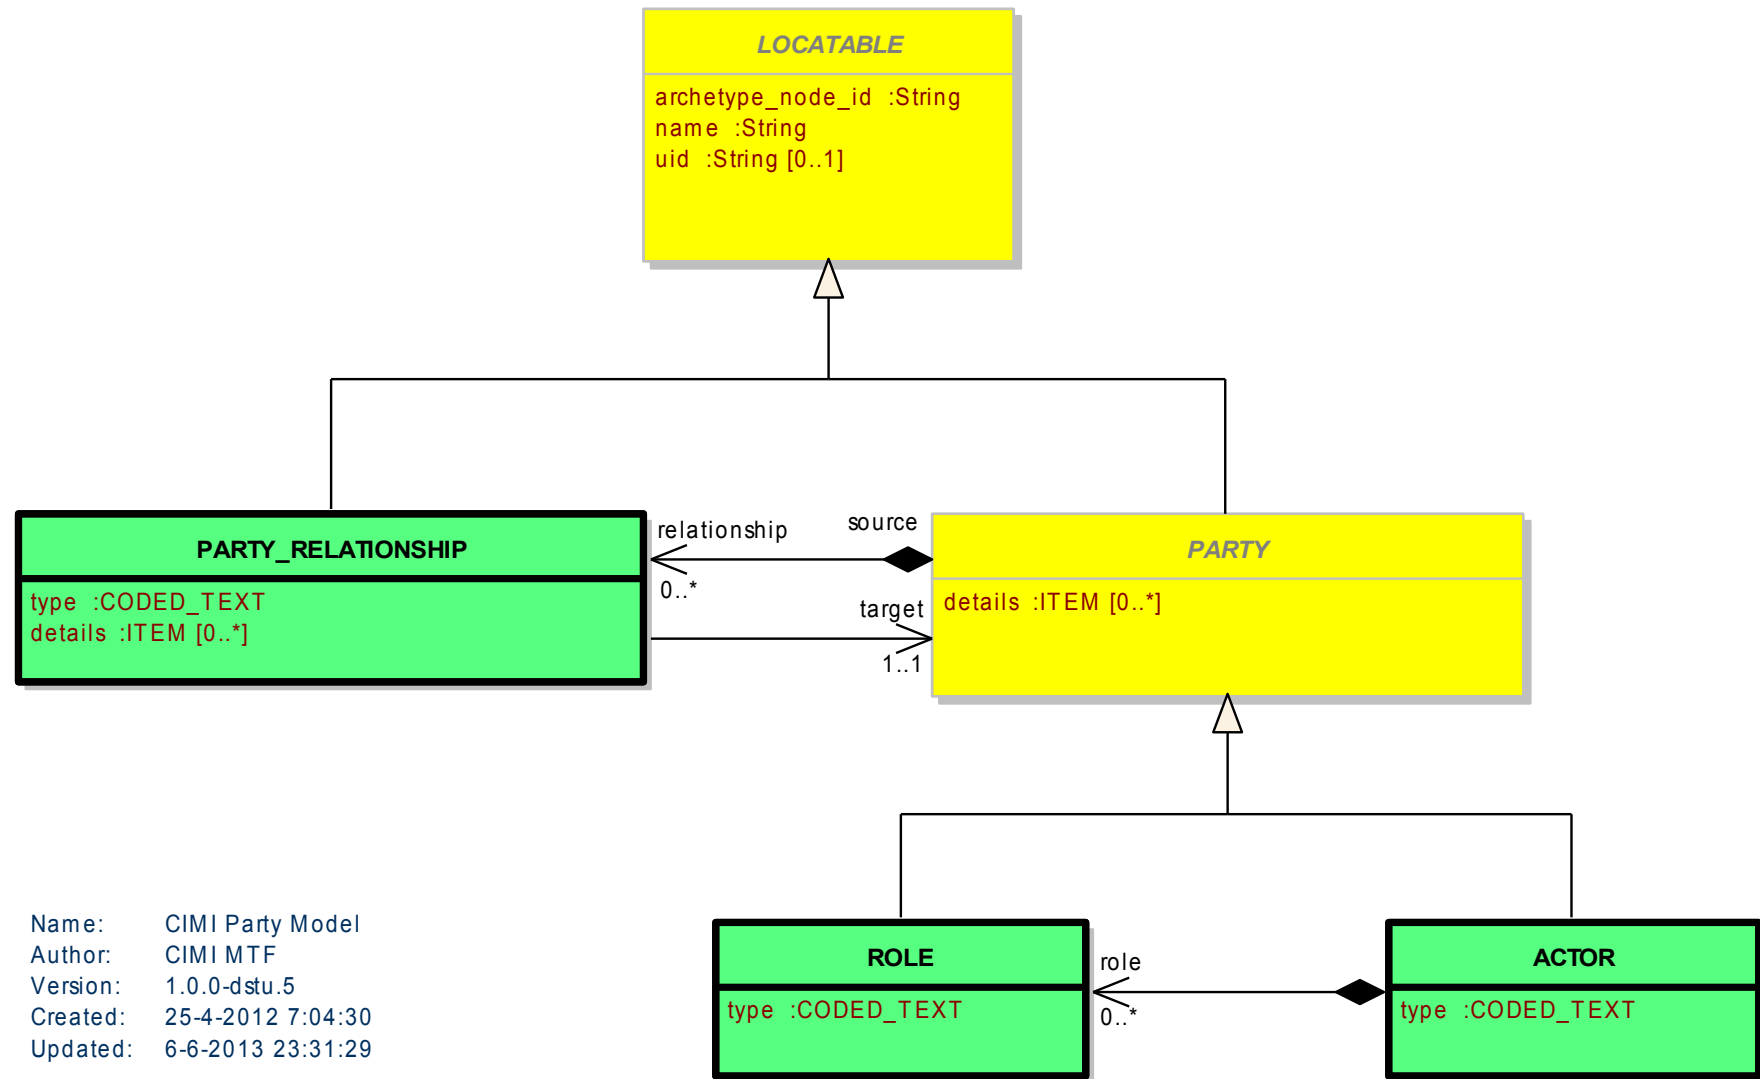 LOCATABLE
archetype_node_id :String
name :String
uid :String [0..1]
PARTY_RELATIONSHIP
type :CODED_TEXT
details :ITEM [0..*]
relationship
source
0..*
target
1..1
PARTY
details :ITEM [0..*]
Name: CIMI Party Model
Author: CIMI MTF
Version: 1.0.0-dstu.5
Created: 25-4-2012 7:04:30
Updated: 6-6-2013 23:31:29
ROLE
type :CODED_TEXT
role
0..*
ACTOR
type :CODED_TEXT